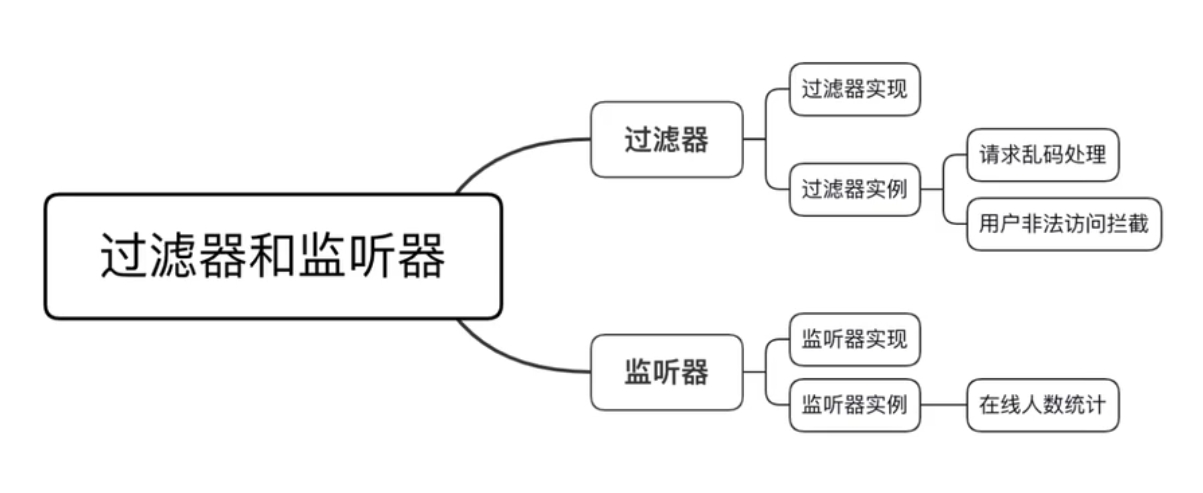 过滤器和监听器
过滤器
过滤器实现
过滤器实例
请求乱码处理
用户非法访问拦截
监听器
监听器实现
监听器实例
在线人数统计